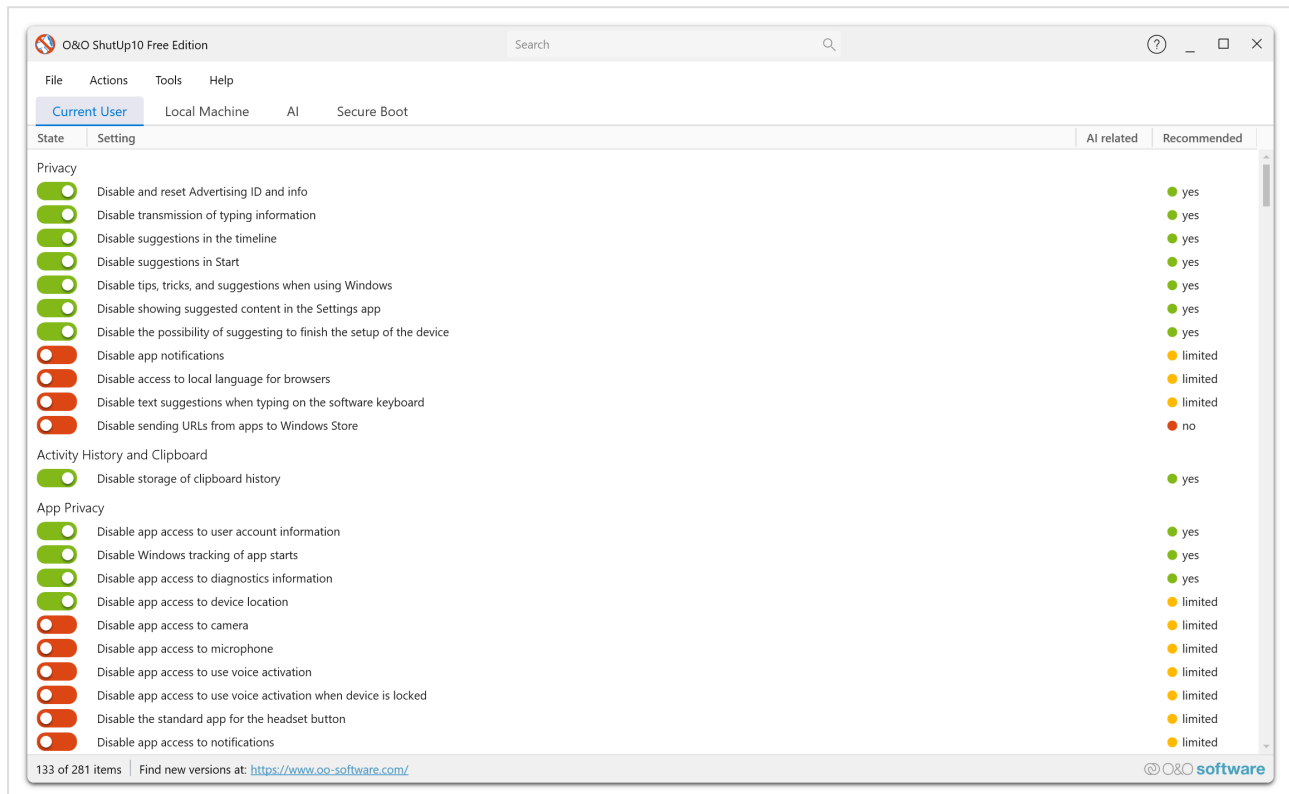 O&O ShutUp10 Free Edition Search ?
File Actions Tools Help
Current User Local Machine AI Secure Boot
State Setting AI related Recommended
Privacy
Disable and reset Advertising ID and info yes
Disable transmission of typing information yes
Disable suggestions in the timeline yes
Disable suggestions in Start yes
Disable tips, tricks, and suggestions when using Windows yes
Disable showing suggested content in the Settings app yes
Disable the possibility of suggesting to finish the setup of the device yes
Disable app notifications limited
Disable access to local language for browsers limited
Disable text suggestions when typing on the software keyboard limited
Disable sending URLs from apps to Windows Store no
Activity History and Clipboard
Disable storage of clipboard history yes
App Privacy
Disable app access to user account information yes
Disable Windows tracking of app starts yes
Disable app access to diagnostics information yes
Disable app access to device location limited
Disable app access to camera limited
Disable app access to microphone limited
Disable app access to use voice activation limited
Disable app access to use voice activation when device is locked limited
Disable the standard app for the headset button limited
Disable app access to notifications limited
133 of 281 items Find new versions at: https://www.oo-software.com/ O&O software